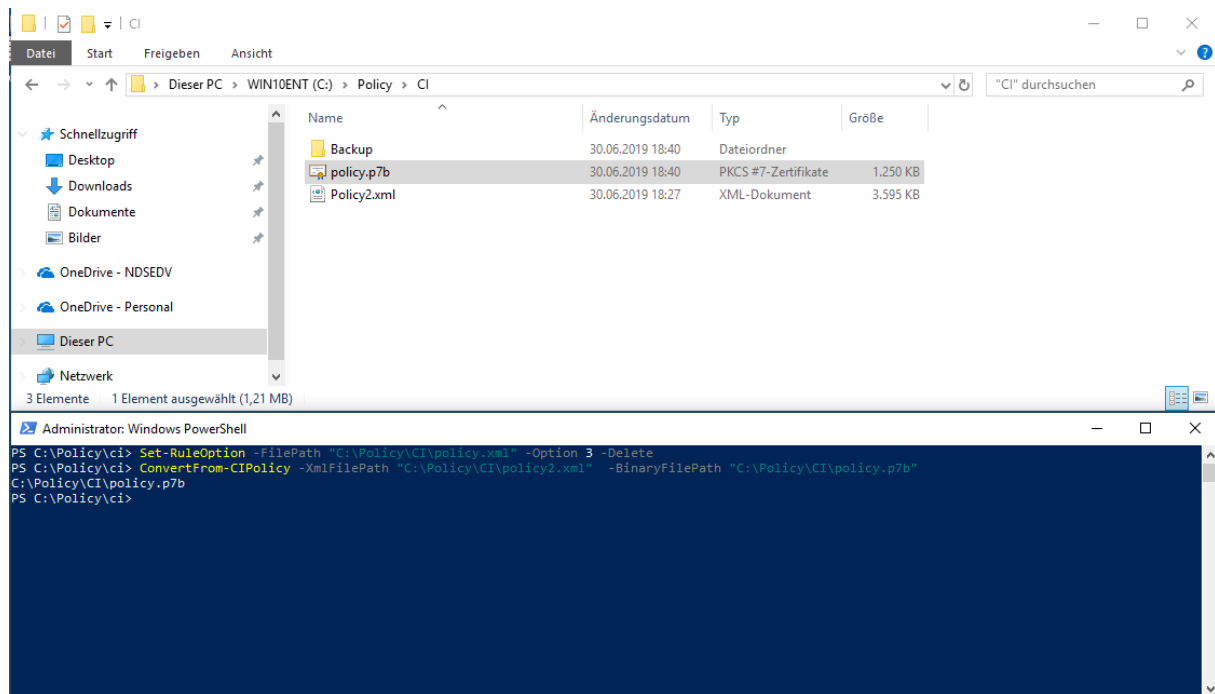 CI
Datei Start Freigeben Ansicht
Dieser PC > WIN10ENT (C:) > Policy > CI
"CI" durchsuchen
Name Änderungsdatum Typ Größe
Schnellzugriff
Desktop
Downloads
Dokumente
Bilder
OneDrive - NDSEDV
OneDrive - Personal
Dieser PC
Netzwerk
Backup 30.06.2019 18:40 Dateiordner
policy.p7b 30.06.2019 18:40 PKCS #7-Zertifikate 1.250 KB
Policy2.xml 30.06.2019 18:27 XML-Dokument 3.595 KB
3 Elemente 1 Element ausgewählt (1,21 MB)
Administrator: Windows PowerShell
PS C:\Policy\ci> Set-RuleOption -FilePath "C:\Policy\CI\policy.xml" -Option 3 -Delete
PS C:\Policy\ci> ConvertFrom-CIPolicy -XmlFilePath "C:\Policy\CI\policy2.xml" -BinaryFilePath "C:\Policy\CI\policy.p7b"
C:\Policy\CI\policy.p7b
PS C:\Policy\ci>